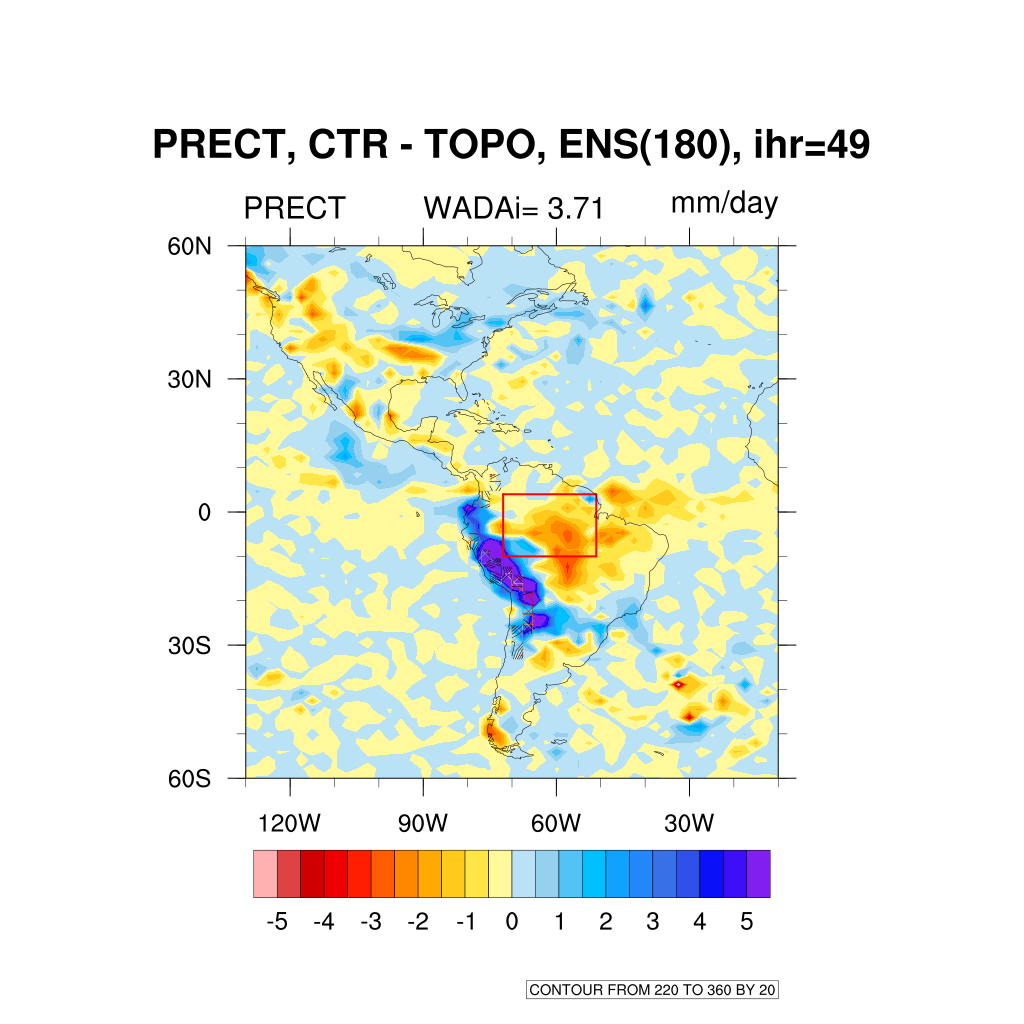 PRECT, CTR - TOPO, ENS(180), ihr=49
PRECT WADAi= 3.71 mm/day
60N
30N
0
30S
60S
120W 90W 60W 30W
-5 -4 -3 -2 -1 0 1 2 3 4 5
CONTOUR FROM 220 TO 360 BY 20